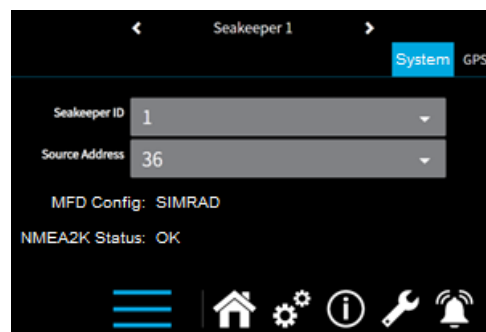 Seakeeper 1
System GPS
Seakeeper ID 1
Source Address 36
MFD Config: SIMRAD
NMEA2K Status: OK